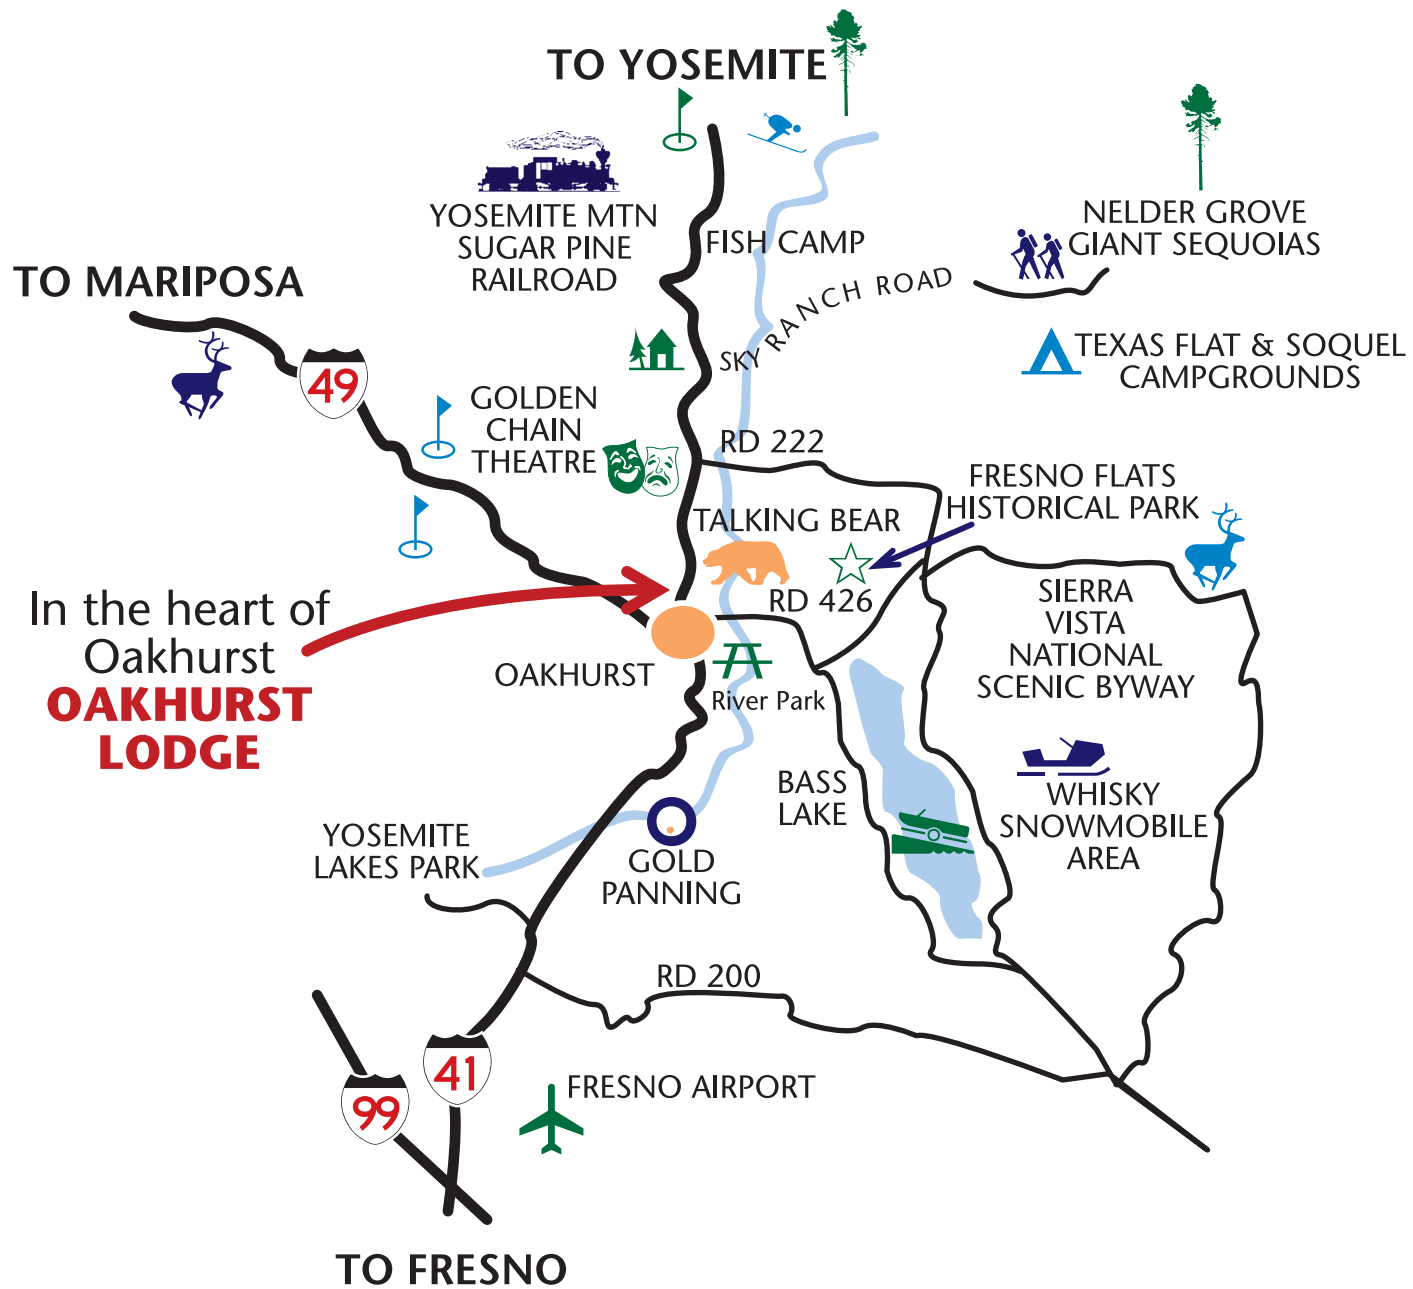 TO YOSEMITE
YOSEMITE MTN
SUGAR PINE
RAILROAD
FISH CAMP
NELDER GROVE
GIANT SEQUOIAS
TO MARIPOSA
SKY RANCH ROAD
49
TEXAS FLAT & SOQUEL
CAMPGROUNDS
GOLDEN
CHAIN
THEATRE
RD 222
FRESNO FLATS
HISTORICAL PARK
TALKING BEAR
RD 426
In the heart of
Oakhurst
OAKHURST
LODGE
OAKHURST
River Park
SIERRA
VISTA
NATIONAL
SCENIC BYWAY
BASS
LAKE
WHISKY
SNOWMOBILE
AREA
YOSEMITE
LAKES PARK
GOLD
PANNING
RD 200
41
99
FRESNO AIRPORT
TO FRESNO